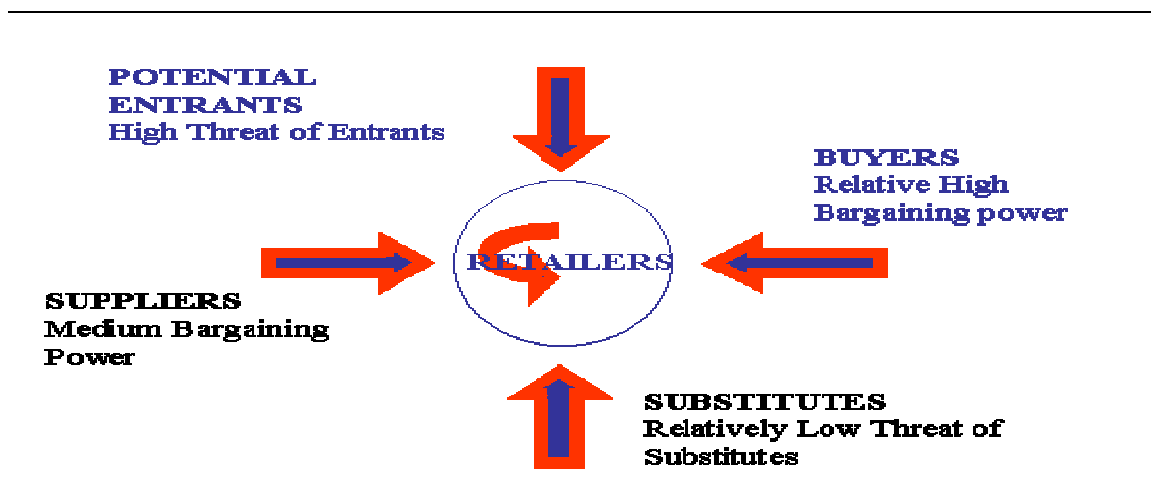 POTENTIAL
ENTRANTS
High Threat of Entrants
BUYERS
Relative High
Bargaining power
RETAILERS
SUPPLIERS
Medium Bargaining
Power
SUBSTITUTES
Relatively Low Threat of
Substitutes